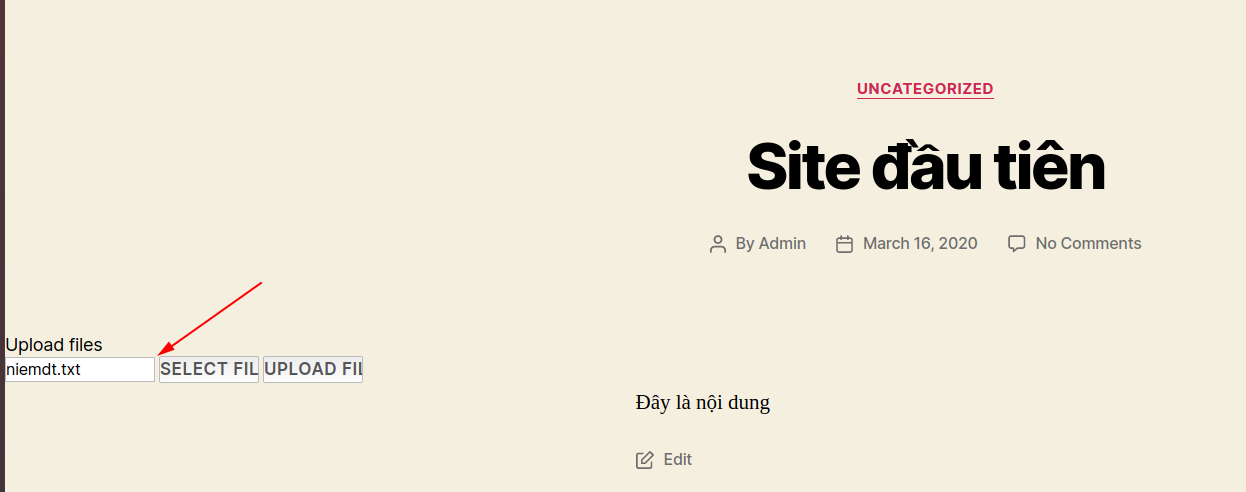 UNCATEGORIZED
Site đầu tiên
By Admin March 16, 2020 No Comments
Upload files
niemdt.txt SELECT FIL UPLOAD FIL
Đây là nội dung
Edit